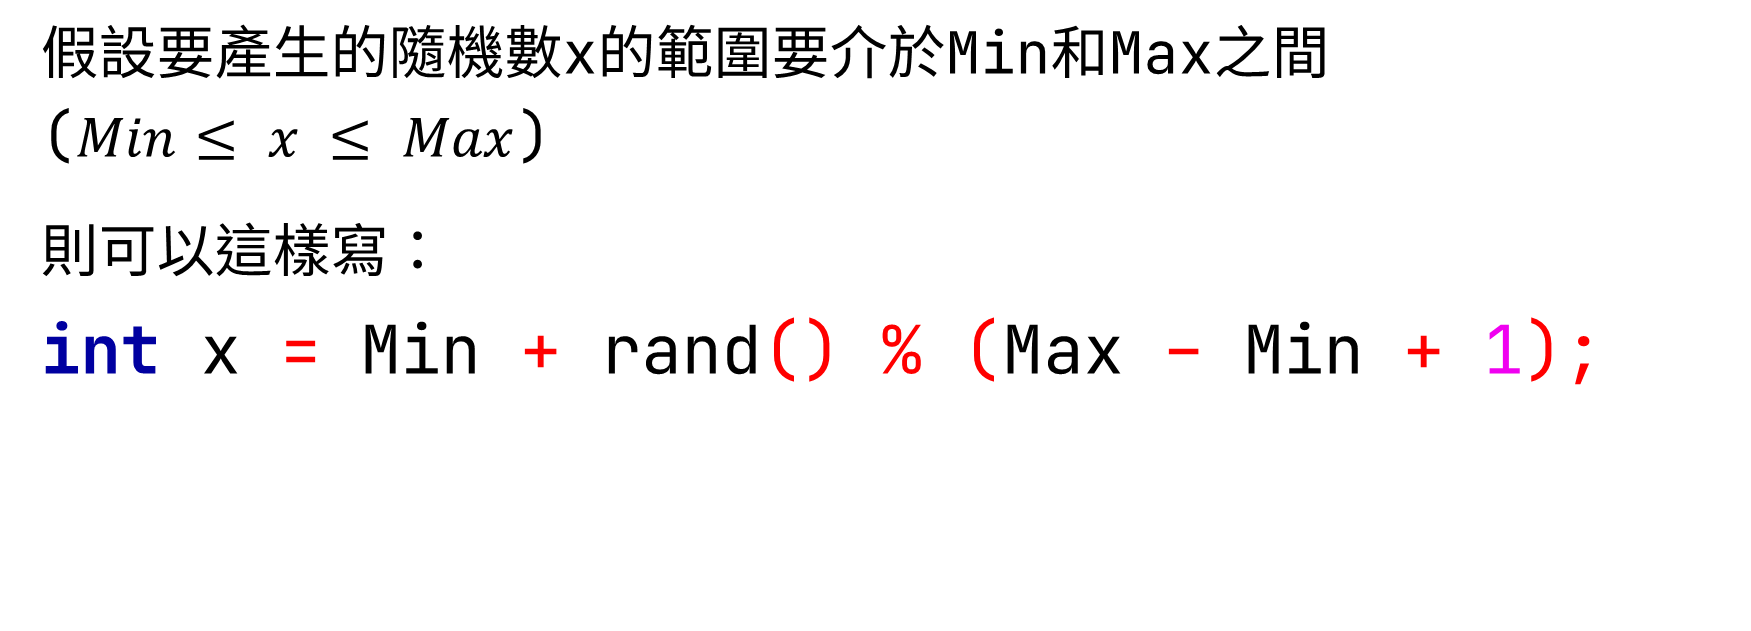 假設要產生的隨機數x的範圍要介於Min和Max之間
(Min ≤ x ≤ Max)
則可以這樣寫：
int x = Min + rand() % (Max - Min + 1);